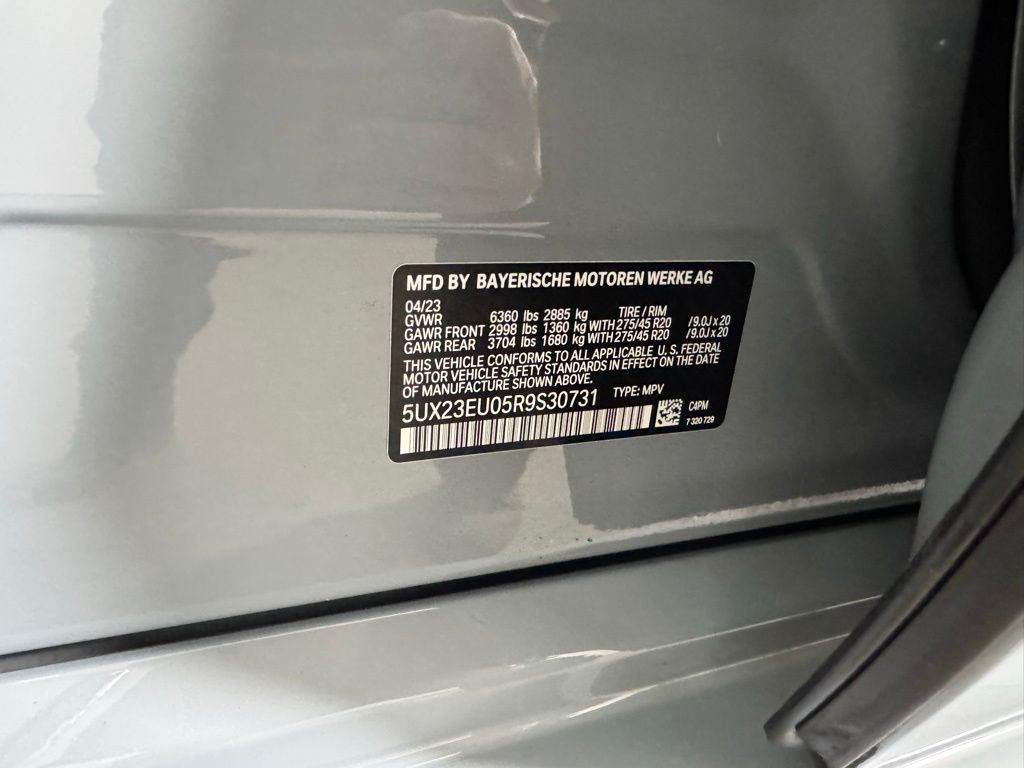 MFD BY BAYERISCHE MOTOREN WERKE AG
04/23 TIRE / RIM
GVWR 6360 lbs 2885 kg
GAWR FRONT 2998 lbs 1360 kg WITH 275/45 R20 /9.0J x 20
GAWR REAR 3704 lbs 1680 kg WITH 275/45 R20 /9.0J x 20
THIS VEHICLE CONFORMS TO ALL APPLICABLE U. S. FEDERAL
MOTOR VEHICLE SAFETY STANDARDS IN EFFECT ON THE DATE
OF MANUFACTURE SHOWN ABOVE.
5UX23EU05R9S30731 TYPE: MPV
C4PM
7 320 729